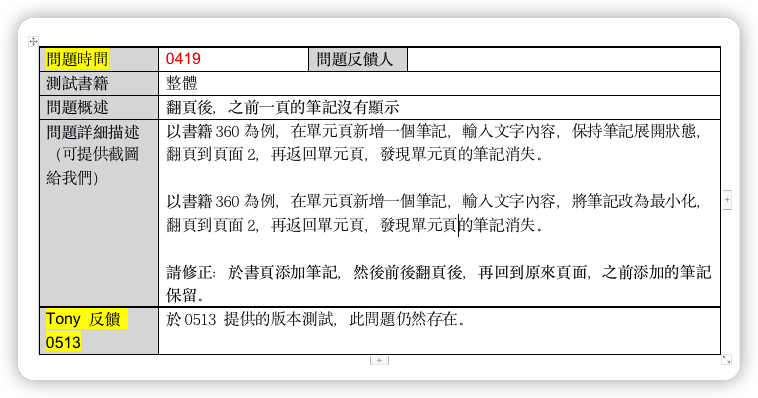 問題時間 0419 問題反饋人
測試書籍 整體
問題概述 翻頁後，之前一頁的筆記沒有顯示
問題詳細描述（可提供截圖給我們）
以書籍 360 為例，在單元頁新增一個筆記，輸入文字內容，保持筆記展開狀態，
翻頁到頁面 2，再返回單元頁，發現單元頁的筆記消失。
以書籍 360 為例，在單元頁新增一個筆記，輸入文字內容，將筆記改為最小化，
翻頁到頁面 2，再返回單元頁，發現單元頁的筆記消失。
請修正：於書頁添加筆記，然後前後翻頁後，再回到原來頁面，之前添加的筆記
保留。
Tony 反饋 0513
於 0513 提供的版本測試，此問題仍然存在。